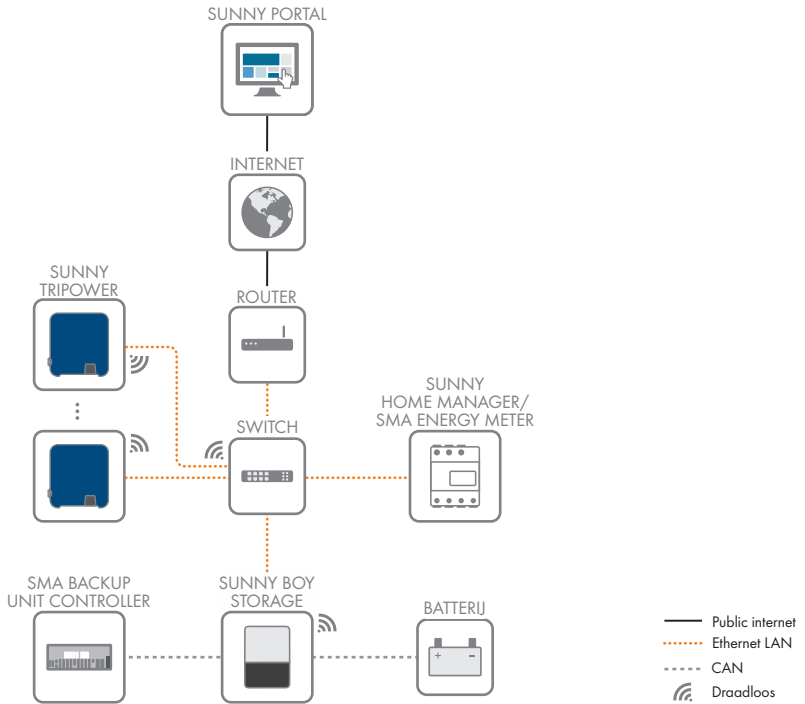 SUNNY PORTAL
INTERNET
SUNNY
TRIPOWER
ROUTER
SUNNY
HOME MANAGER/
SMA ENERGY METER
SWITCH
SMA BACKUP
UNIT CONTROLLER
SUNNY BOY
STORAGE
BATTERIJ
Public internet
Ethernet LAN
CAN
Draadloos